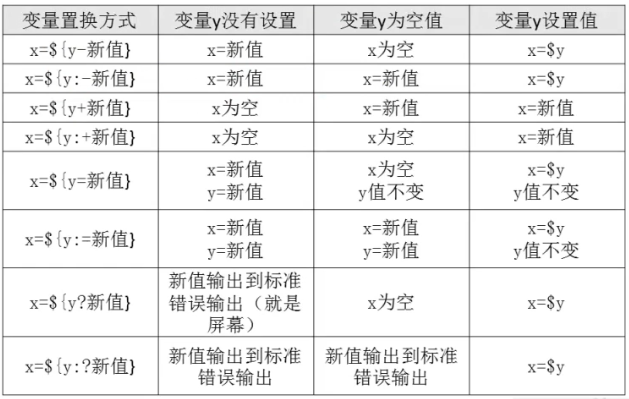 变量置换方式 变量y没有设置 变量y为空值 变量y设置值
x=${y-新值} x=新值 x为空 x=$y
x=${y:-新值} x=新值 x=新值 x=$y
x=${y+新值} x为空 x=新值 x=新值
x=${y:+新值} x为空 x为空 x=新值
x=${y=新值} x=新值 x为空 x=$y
y=新值 y值不变 y值不变
x=${y:=新值} x=新值 x=新值 x=$y
y=新值 y=新值 y值不变
x=${y?新值} 新值输出到标准 x为空 x=$y
错误输出（就是
屏幕）
x=${y:?新值} 新值输出到标准 新值输出到标准 x=$y
错误输出 错误输出